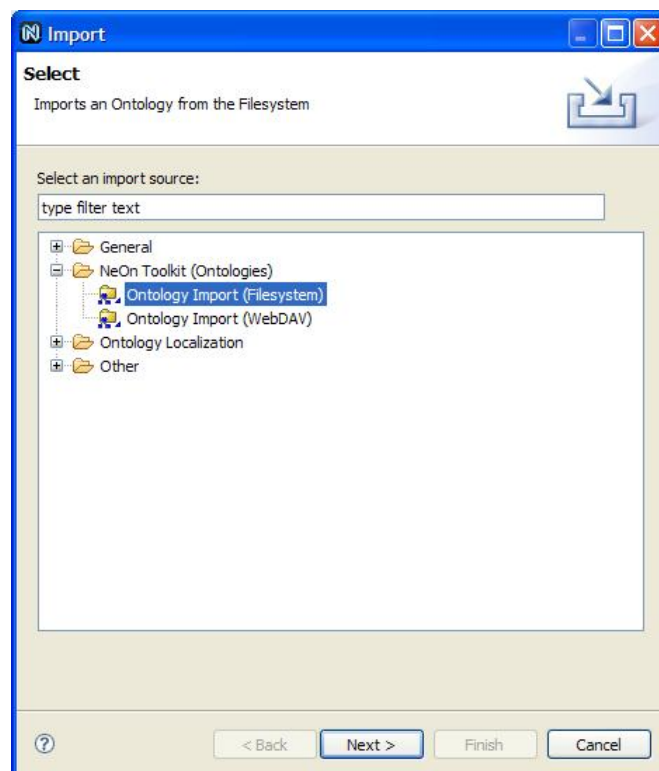 Import
Select
Imports an Ontology from the Filesystem
Select an import source:
type filter text
General
NeOn Toolkit (Ontologies)
Ontology Import (Filesystem)
Ontology Import (WebDAV)
Ontology Localization
Other
< Back Next > Finish Cancel